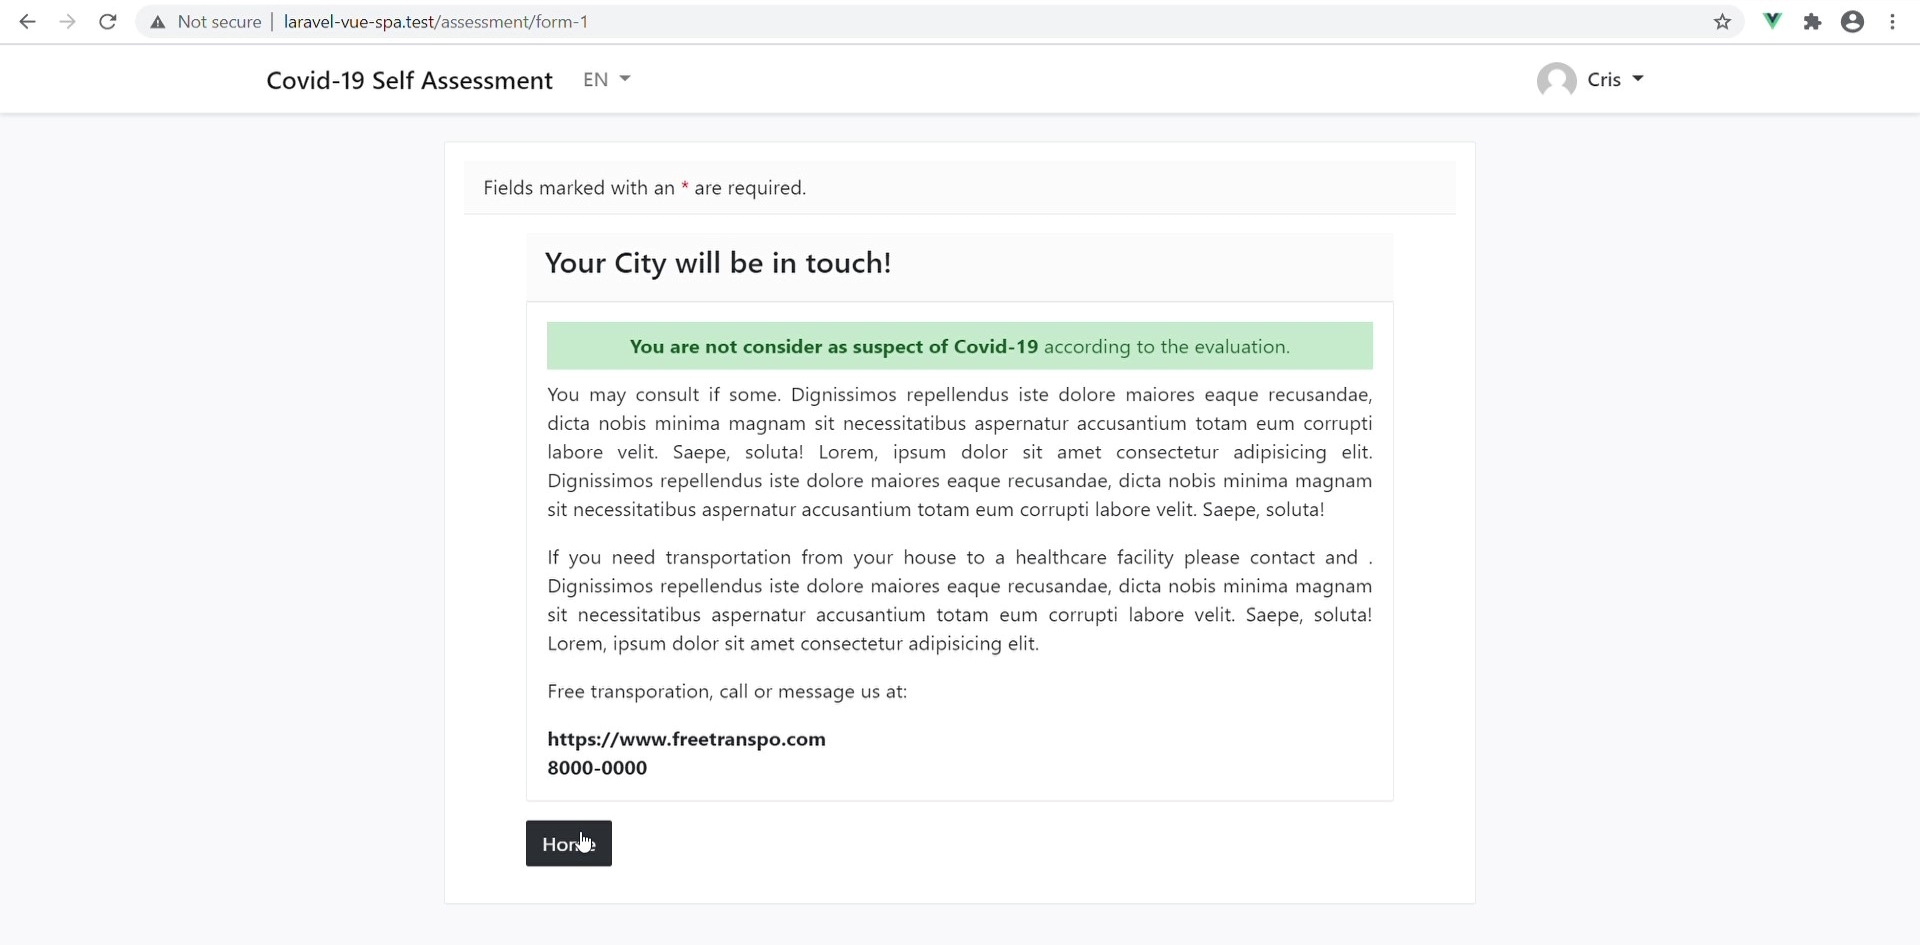 Not secure | laravel-vue-spa.test/assessment/form-1
Covid-19 Self Assessment EN Cris
Fields marked with an * are required.
Your City will be in touch!
You are not consider as suspect of Covid-19 according to the evaluation.
You may consult if some. Dignissimos repellendus iste dolore maiores eaque recusandae,
dicta nobis minima magnam sit necessitatibus aspernatur accusantium totam eum corrupti
labore velit. Saepe, soluta! Lorem, ipsum dolor sit amet consectetur adipisicing elit.
Dignissimos repellendus iste dolore maiores eaque recusandae, dicta nobis minima magnam
sit necessitatibus aspernatur accusantium totam eum corrupti labore velit. Saepe, soluta!
If you need transportation from your house to a healthcare facility please contact and .
Dignissimos repellendus iste dolore maiores eaque recusandae, dicta nobis minima magnam
sit necessitatibus aspernatur accusantium totam eum corrupti labore velit. Saepe, soluta!
Lorem, ipsum dolor sit amet consectetur adipisicing elit.
Free transporation, call or message us at:
https://www.freetranspo.com
8000-0000
Home